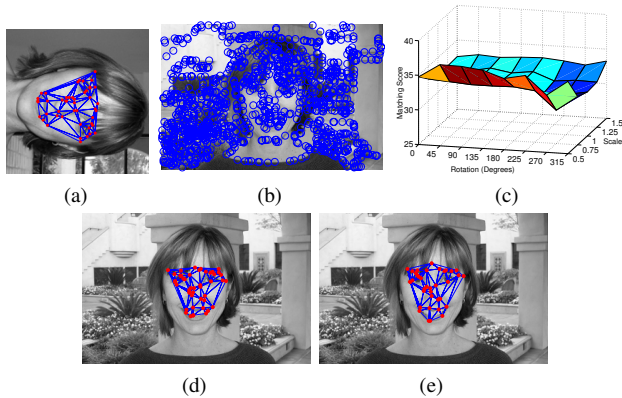 40
35
30
25
Matching Score
0 45 90 135 180 225 270 315
Rotation (Degrees)
0.5 0.75 1 1.25 1.5
Scale
(a) (b) (c)
(d) (e)